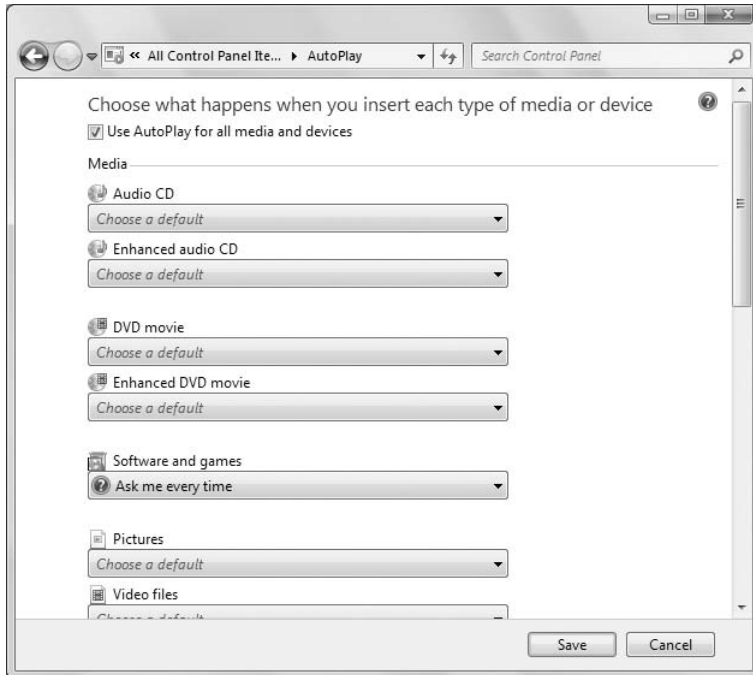 « All Control Panel Ite... ▸ AutoPlay
Search Control Panel
Choose what happens when you insert each type of media or device
Use AutoPlay for all media and devices
Media
Audio CD
Choose a default
Enhanced audio CD
Choose a default
DVD movie
Choose a default
Enhanced DVD movie
Choose a default
Software and games
Ask me every time
Pictures
Choose a default
Video files
Choose a default
Save
Cancel